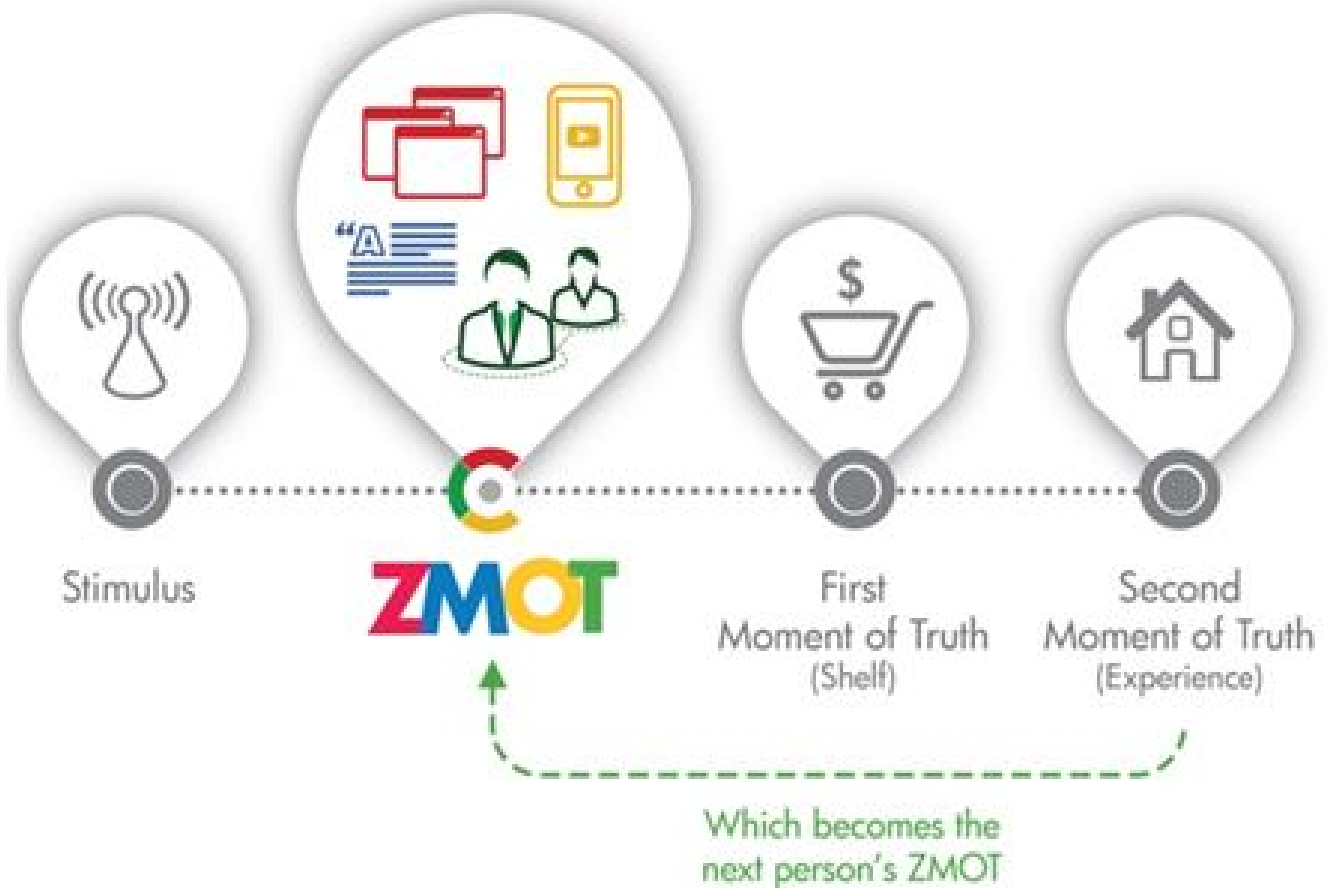 $
“A
Stimulus
ZMOT
First
Moment of Truth
(Shelf)
Second
Moment of Truth
(Experience)
Which becomes the
next person's ZMOT